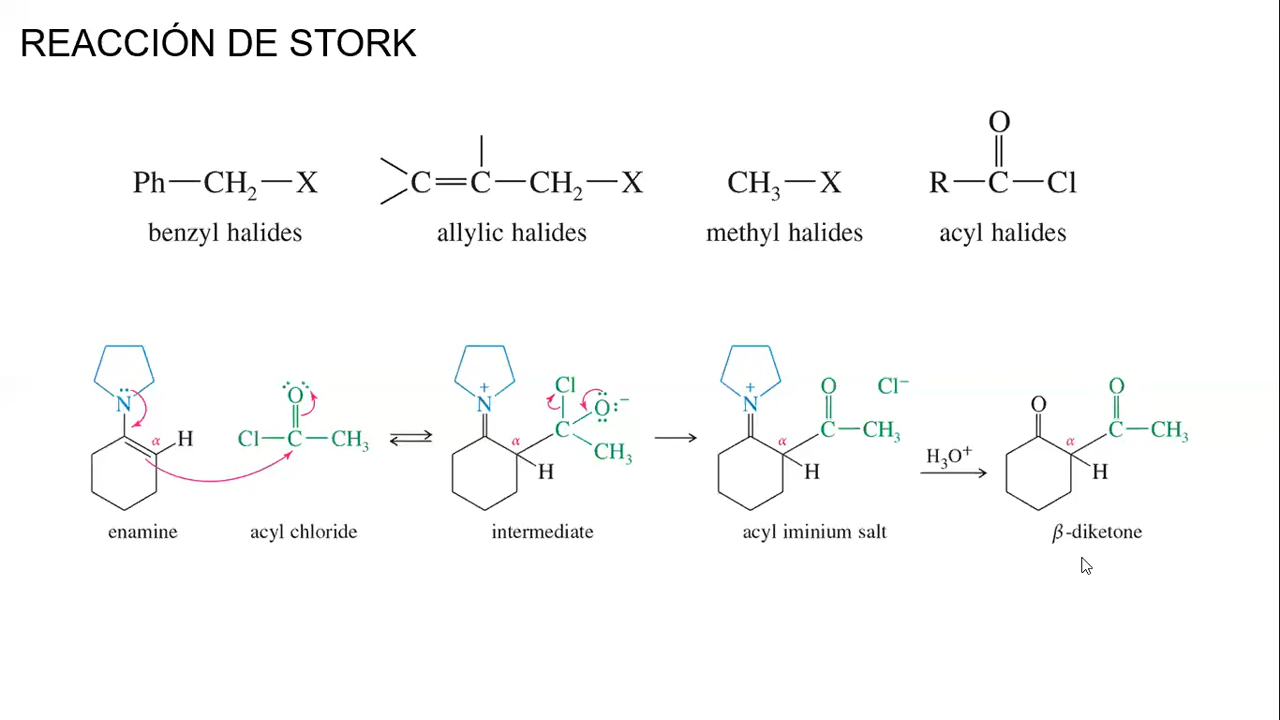 REACCIÓN DE STORK
O
Ph—CH₂—X C=C—CH₂—X CH₃—X R—C—Cl
benzyl halides allylic halides methyl halides acyl halides
N α H
O
Cl—C—CH₃
+
N α H
Cl
C O:⁻
CH₃
+
N α H
O Cl⁻
C—CH₃
H₃O⁺
O α H
O
C—CH₃
enamine acyl chloride intermediate acyl iminium salt β-diketone